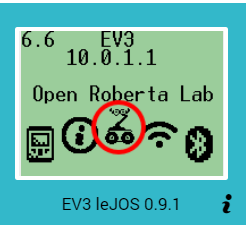 6.6 EV3
10.0.1.1
Open Roberta Lab
EV3 leJOS 0.9.1 i